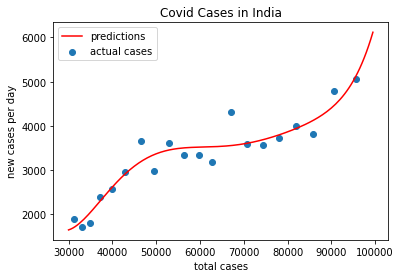 Covid Cases in India
predictions
actual cases
new cases per day
6000
5000
4000
3000
2000
30000 40000 50000 60000 70000 80000 90000 100000
total cases